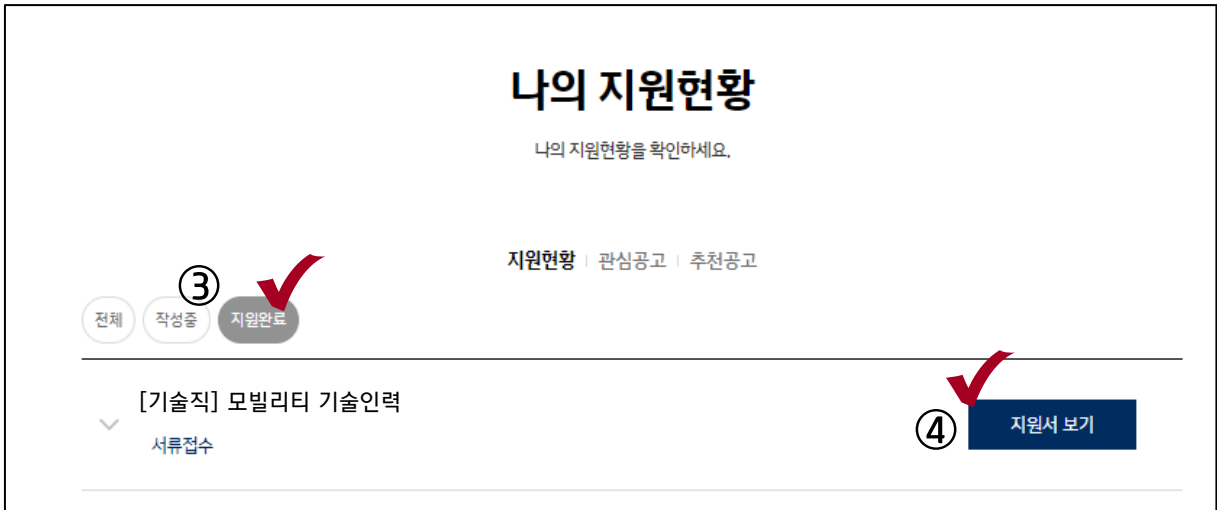 나의 지원현황
나의 지원현황을 확인하세요.
지원현황 | 관심공고 | 추천공고
③
전체 작성중 지원완료
[기술직] 모빌리티 기술인력
서류접수
④ 지원서 보기